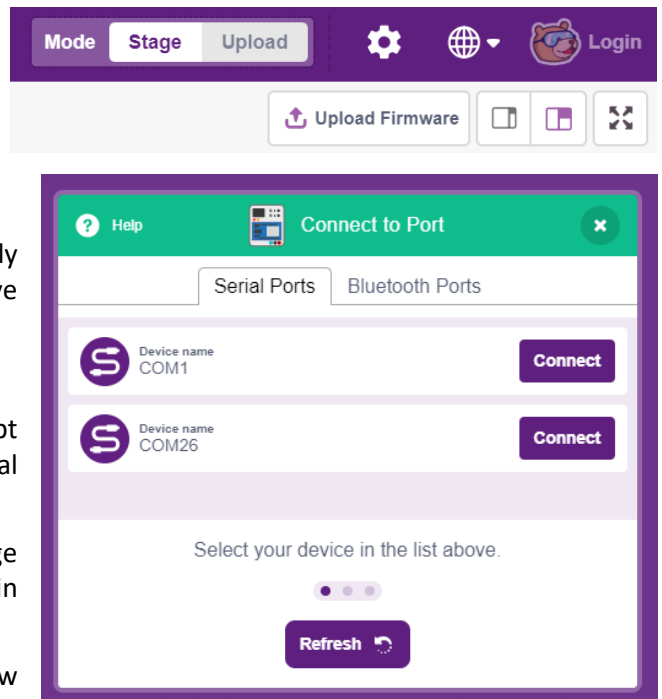 Mode Stage Upload Login
Upload Firmware
? Help Connect to Port
Serial Ports Bluetooth Ports
Device name
COM1
Connect
Device name
COM26
Connect
Select your device in the list above.
Refresh
in